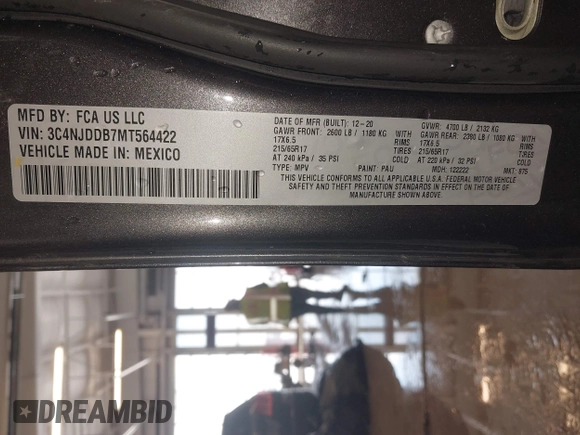 MFD BY: FCA US LLC
VIN: 3C4NJDDB7MT564422
VEHICLE MADE IN: MEXICO
DATE OF MFR (BUILT) : 12-20 GVWR: 4700 LB / 2132 KG
GAWR FRONT: 2600 LB / 1180 KG WITH GAWR REAR: 2380 LB / 1080 KG WITH
17X6.5 RIMS 17X6.5 RIMS
215/65R17 TIRES 215/65R17 TIRES
AT 240 kPa / 35 PSI COLD AT 220 kPa / 32 PSI COLD
TYPE: MPV PAINT: PAU MDH: 122222 MKT: 975
THIS VEHICLE CONFORMS TO ALL APPLICABLE U.S.A. FEDERAL MOTOR VEHICLE
SAFETY AND THEFT PREVENTION STANDARDS IN EFFECT ON THE DATE OF
MANUFACTURE SHOWN ABOVE.
DREAMBID